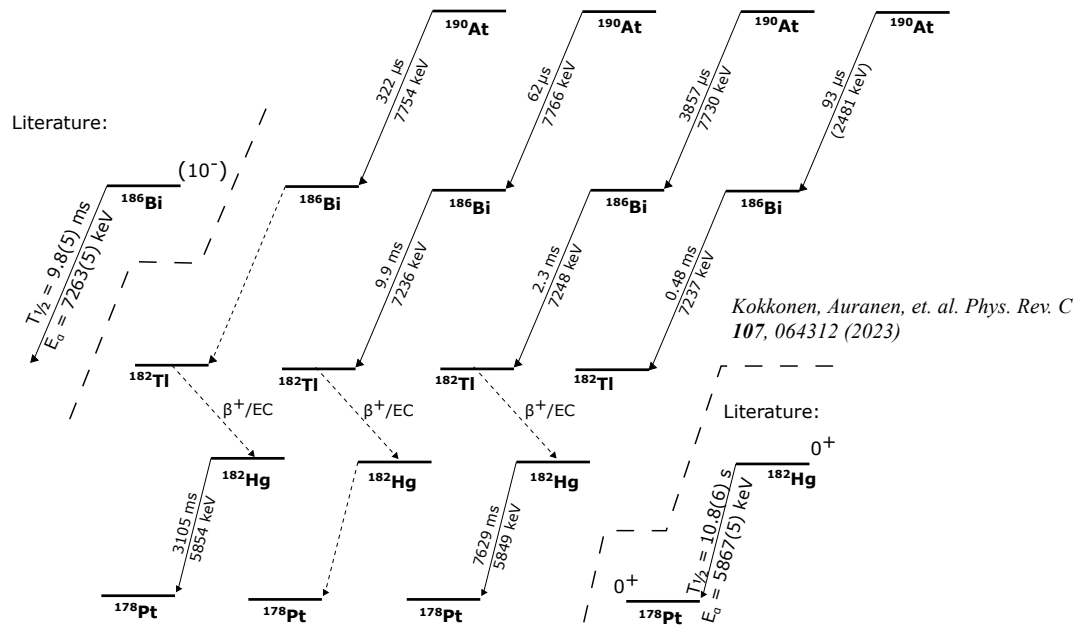 ¹⁹⁰At
¹⁹⁰At
¹⁹⁰At
¹⁹⁰At
322 μs
7754 keV
62 μs
7766 keV
3857 μs
7730 keV
93 μs
(2481 keV)
Literature:
(10⁻)
¹⁸⁶Bi
¹⁸⁶Bi
¹⁸⁶Bi
¹⁸⁶Bi
¹⁸⁶Bi
T½ = 9.8(5) ms
Eα = 7263(5) keV
9.9 ms
7236 keV
2.3 ms
7248 keV
0.48 ms
7237 keV
Kokkonen, Auranen, et. al. Phys. Rev. C
107, 064312 (2023)
¹⁸²Tl
¹⁸²Tl
¹⁸²Tl
¹⁸²Tl
β⁺/EC
β⁺/EC
β⁺/EC
Literature:
0⁺
¹⁸²Hg
¹⁸²Hg
¹⁸²Hg
¹⁸²Hg
3105 ms
5854 keV
7629 ms
5849 keV
T½ = 10.8(6) s
Eα = 5867(5) keV
0⁺
¹⁷⁸Pt
¹⁷⁸Pt
¹⁷⁸Pt
¹⁷⁸Pt